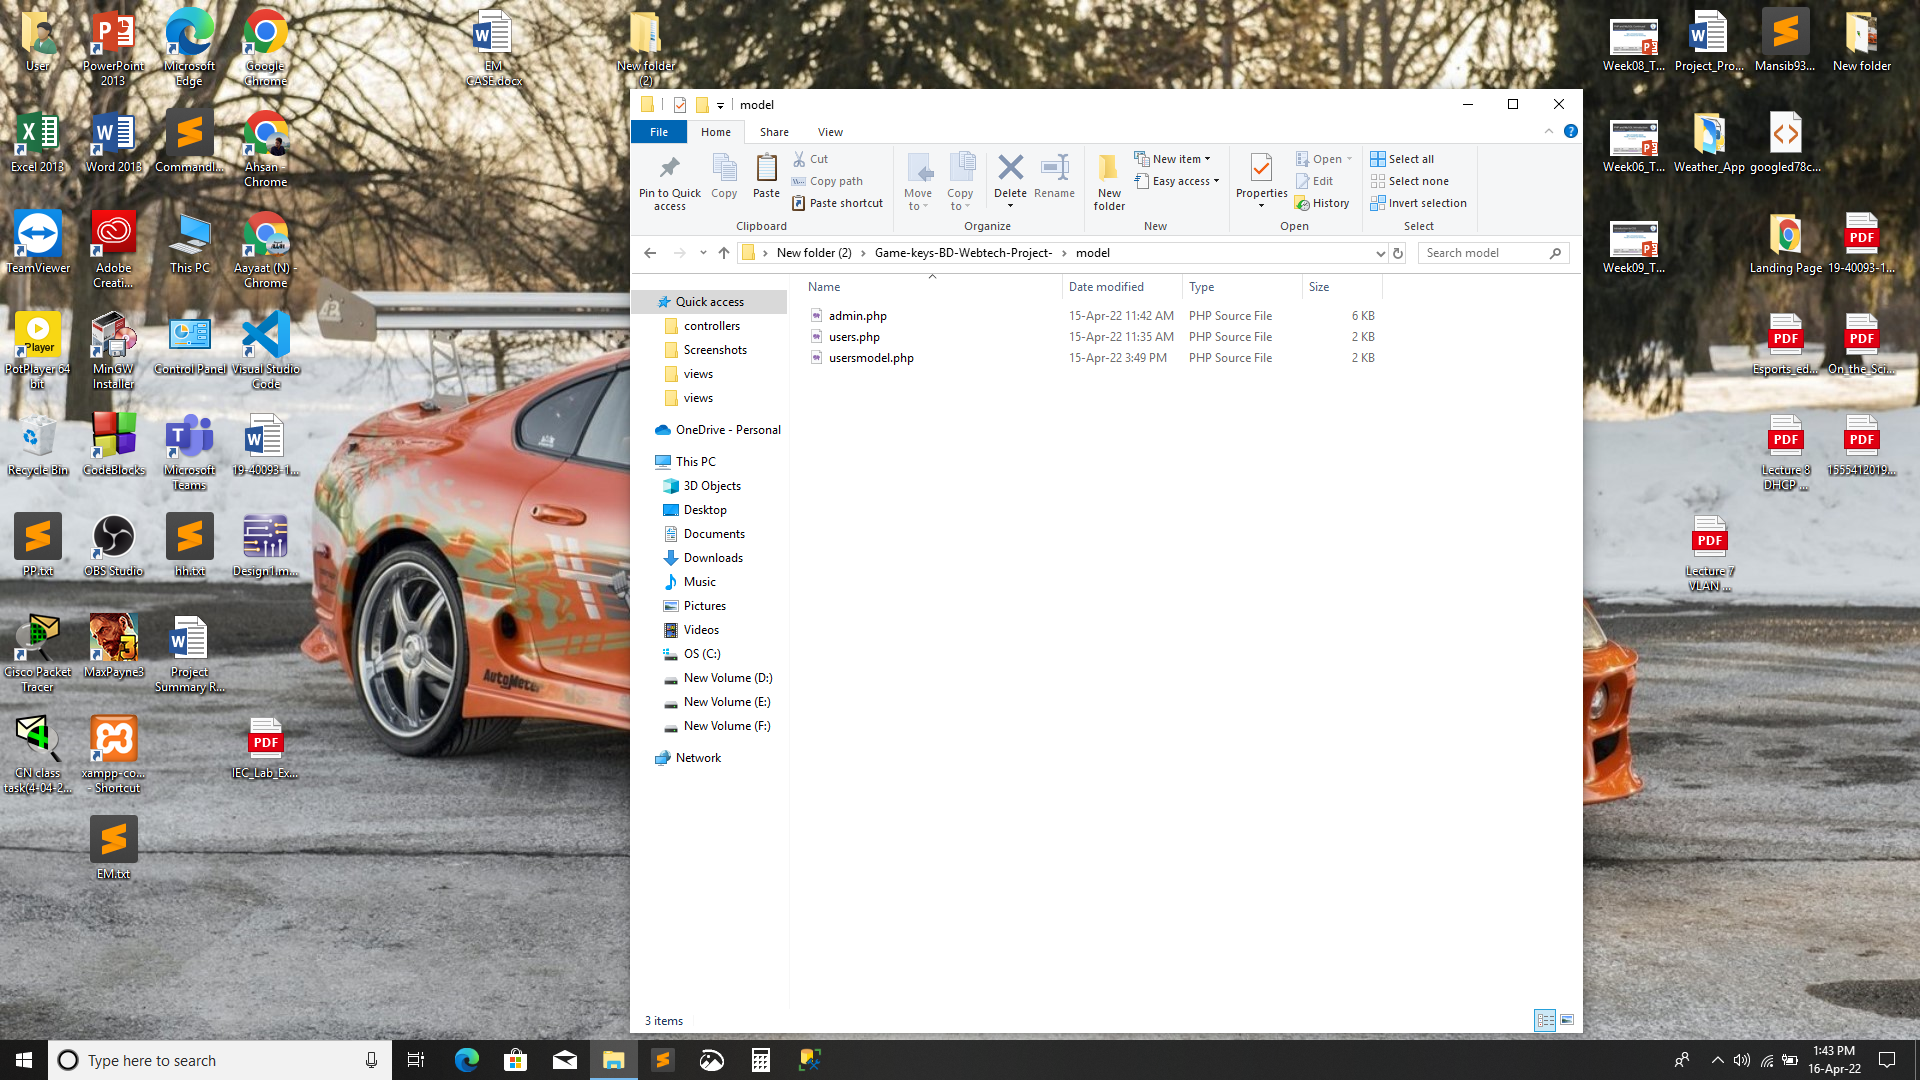 User
PowerPoint 2013
Microsoft Edge
Google Chrome
EM CASE.docx
New folder (2)
Week08_T...
Project_Pro...
Mansib93...
New folder
Excel 2013
Word 2013
Commandl...
Ahsan - Chrome
Week06_T...
Weather_App
googled78c...
TeamViewer
Adobe Creati...
This PC
Aayaat (N) - Chrome
Week09_T...
Landing Page
19-40093-1...
PotPlayer 64 bit
MinGW Installer
Control Panel
Visual Studio Code
Esports_ed...
On_the_Sci...
Recycle Bin
CodeBlocks
Microsoft Teams
19-40093-1...
Lecture 8 DHCP ...
1555412019...
PP.txt
OBS Studio
hh.txt
Design1.m...
Lecture 7 VLAN ...
Cisco Packet Tracer
MaxPayne3
Project Summary R...
CN class task(4-04-2...
xampp-co... - Shortcut
IEC_Lab_Ex...
EM.txt
AutoMeter
model
File
Home
Share
View
Pin to Quick access
Copy
Paste
Cut
Copy path
Paste shortcut
Clipboard
Move to
Copy to
Delete
Rename
Organize
New folder
New item
Easy access
New
Properties
Open
Edit
History
Open
Select all
Select none
Invert selection
Select
New folder (2) > Game-keys-BD-Webtech-Project- > model
Search model
Name
Date modified
Type
Size
admin.php 15-Apr-22 11:42 AM PHP Source File 6 KB
users.php 15-Apr-22 11:35 AM PHP Source File 2 KB
usersmodel.php 15-Apr-22 3:49 PM PHP Source File 2 KB
Quick access
controllers
Screenshots
views
views
OneDrive - Personal
This PC
3D Objects
Desktop
Documents
Downloads
Music
Pictures
Videos
OS (C:)
New Volume (D:)
New Volume (E:)
New Volume (F:)
Network
3 items
Type here to search
1:43 PM
16-Apr-22